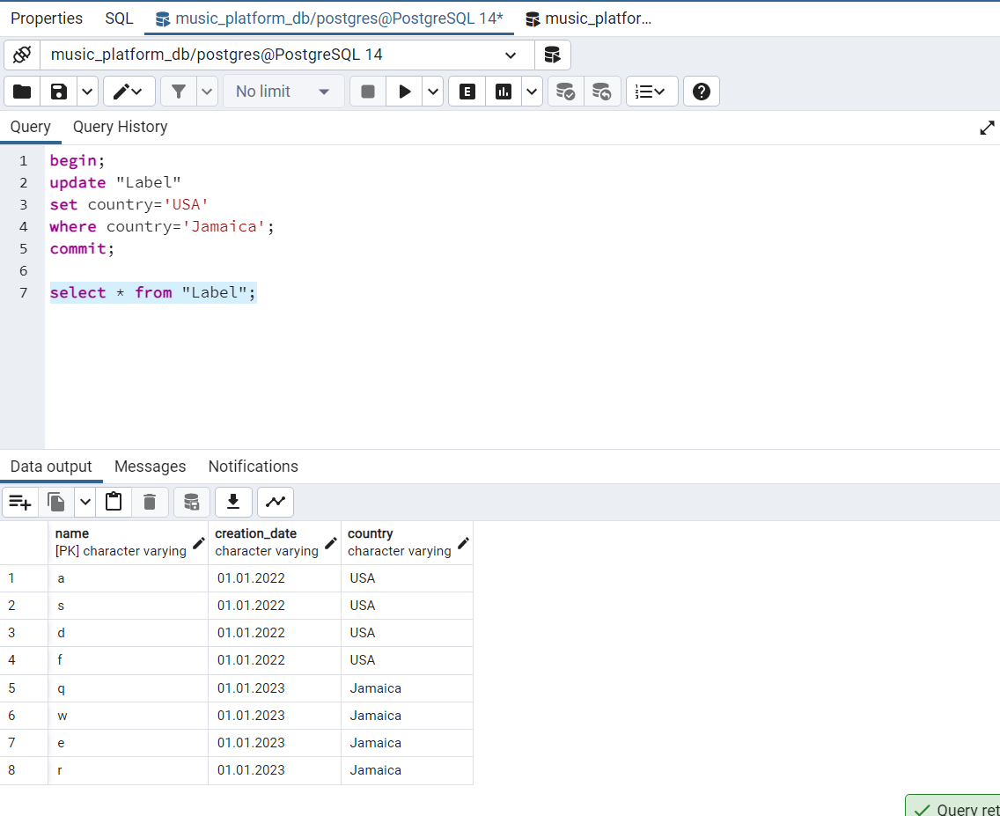 Properties SQL music_platform_db/postgres@PostgreSQL 14* music_platfor...
music_platform_db/postgres@PostgreSQL 14
No limit E
Query Query History
1 begin;
2 update "Label"
3 set country='USA'
4 where country='Jamaica';
5 commit;
6
7 select * from "Label";
Data output Messages Notifications
name creation_date country
[PK] character varying character varying character varying
1 a 01.01.2022 USA
2 s 01.01.2022 USA
3 d 01.01.2022 USA
4 f 01.01.2022 USA
5 q 01.01.2023 Jamaica
6 w 01.01.2023 Jamaica
7 e 01.01.2023 Jamaica
8 r 01.01.2023 Jamaica
Query ret